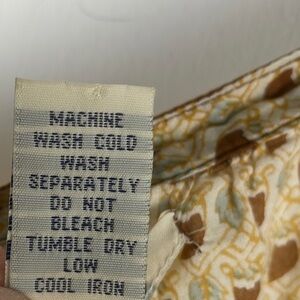 MACHINE
WASH COLD
WASH
SEPARATELY
DO NOT
BLEACH
TUMBLE DRY
LOW
COOL IRON